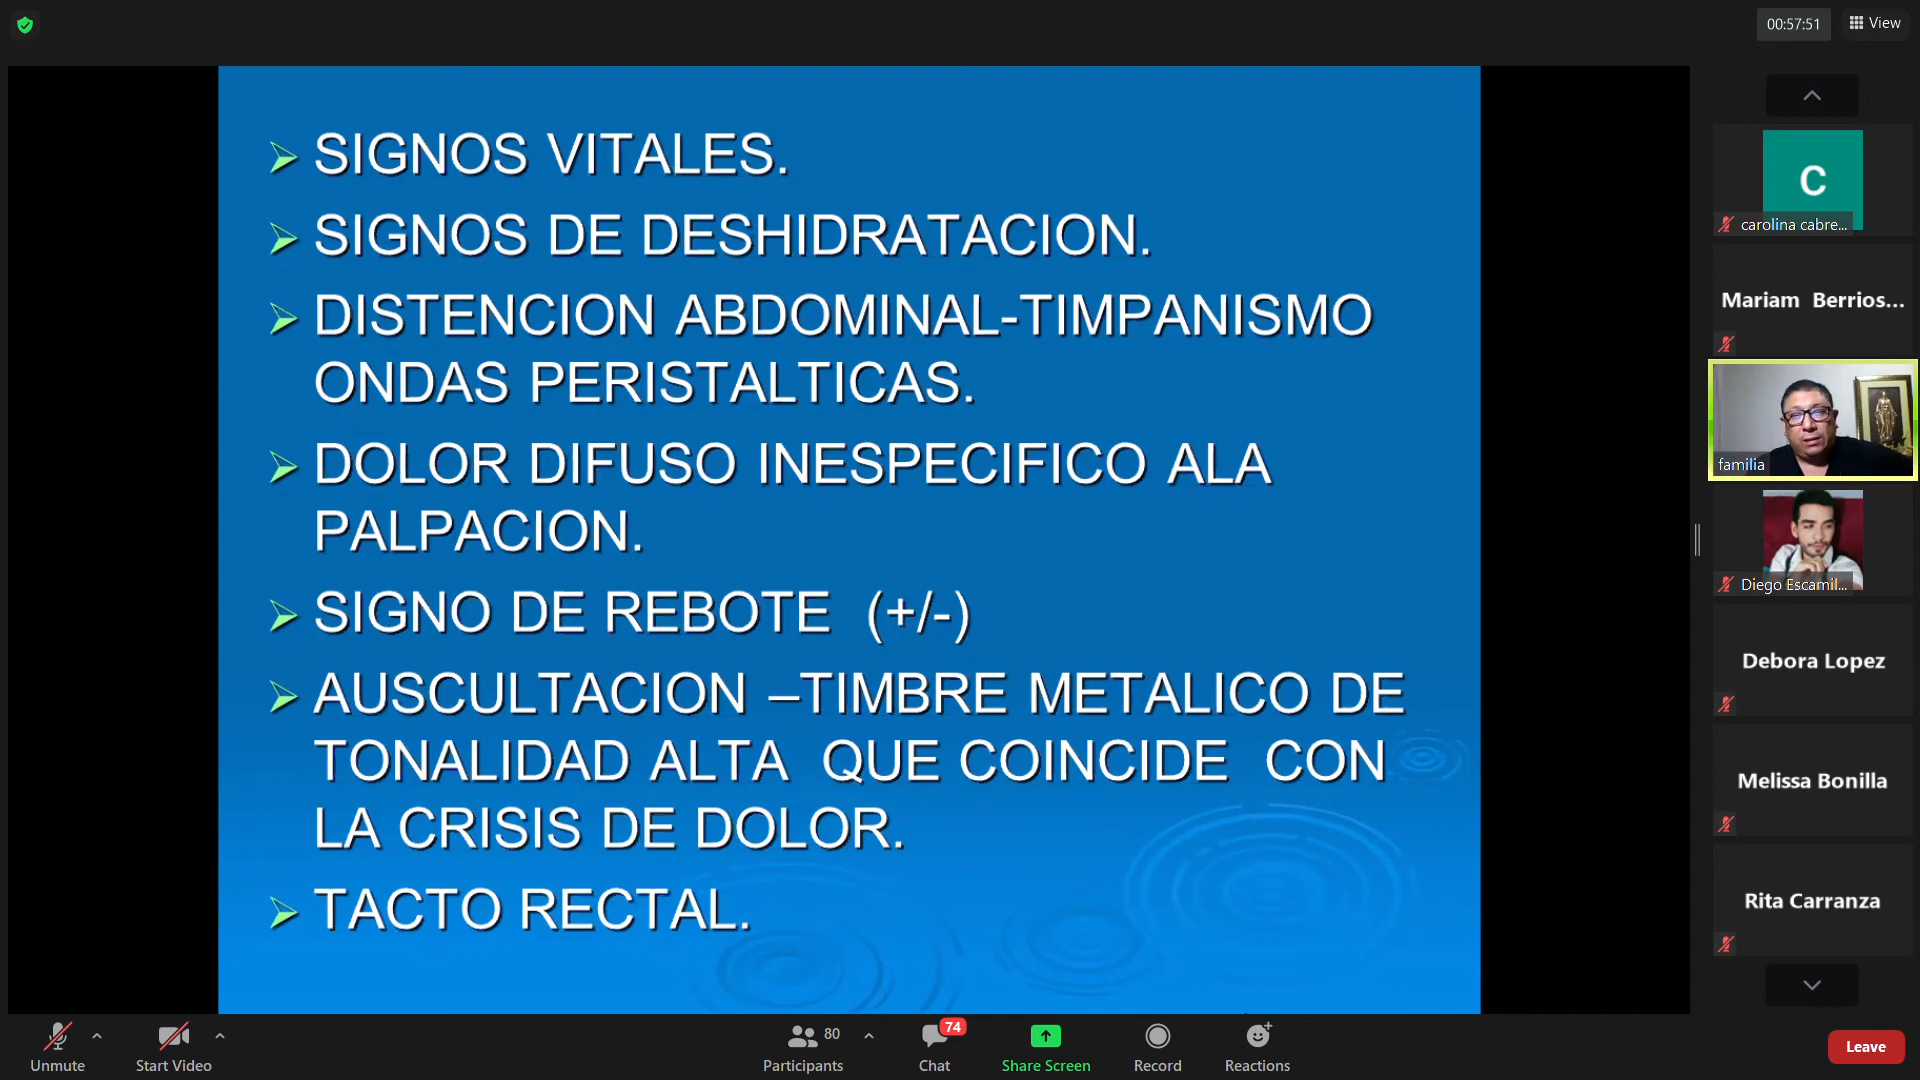 00:57:51
View
SIGNOS VITALES.
SIGNOS DE DESHIDRATACION.
DISTENCION ABDOMINAL-TIMPANISMO
ONDAS PERISTALTICAS.
DOLOR DIFUSO INESPECIFICO ALA
PALPACION.
SIGNO DE REBOTE (+/-)
AUSCULTACION –TIMBRE METALICO DE
TONALIDAD ALTA QUE COINCIDE CON
LA CRISIS DE DOLOR.
TACTO RECTAL.
C
carolina cabre...
Mariam Berrios...
familia
Diego Escamil...
Debora Lopez
Melissa Bonilla
Rita Carranza
Unmute
Start Video
80
Participants
74
Chat
Share Screen
Record
Reactions
Leave